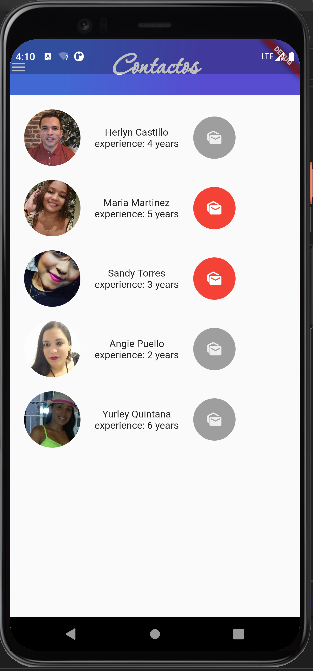 4:10
LTE
DEBUG
Contactos
Herlyn Castillo
experience: 4 years
Maria Martinez
experience: 5 years
Sandy Torres
experience: 3 years
Angie Puello
experience: 2 years
Yurley Quintana
experience: 6 years